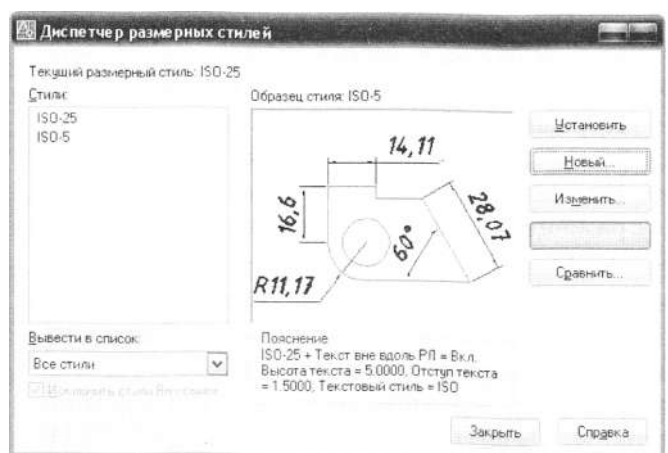 Диспетчер размерных стилей
Текущий размерный стиль: ISO-25
Стили:
ISO-25
ISO-5
Образец стиля: ISO-5
14,11
16,6
28,07
60°
R11,17
Установить
Новый...
Изменить...
Сравнить...
Вывести в список:
Все стили
Пояснение
ISO-25 + Текст вне вдоль РЛ = Вкл.
Высота текста = 5.0000, Отступ текста
= 1.5000, Текстовый стиль = ISO
Закрыть
Справка